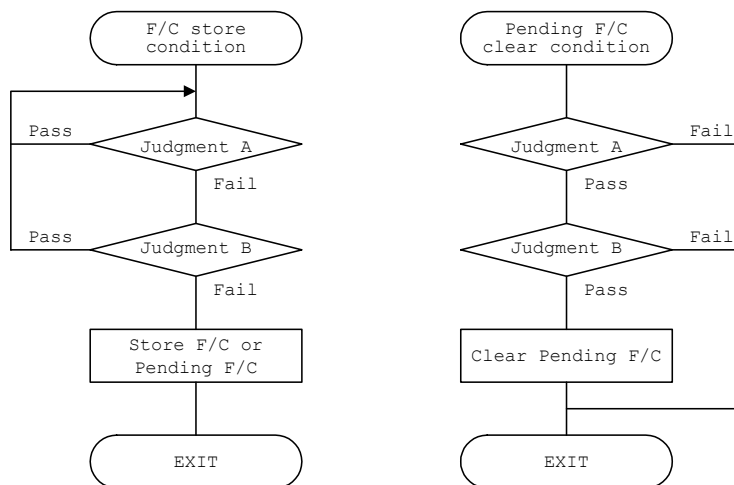 F/C store
condition
Pass
Judgment A
Fail
Pass
Judgment B
Fail
Store F/C or
Pending F/C
EXIT
Pending F/C
clear condition
Judgment A
Fail
Pass
Judgment B
Fail
Pass
Clear Pending F/C
EXIT